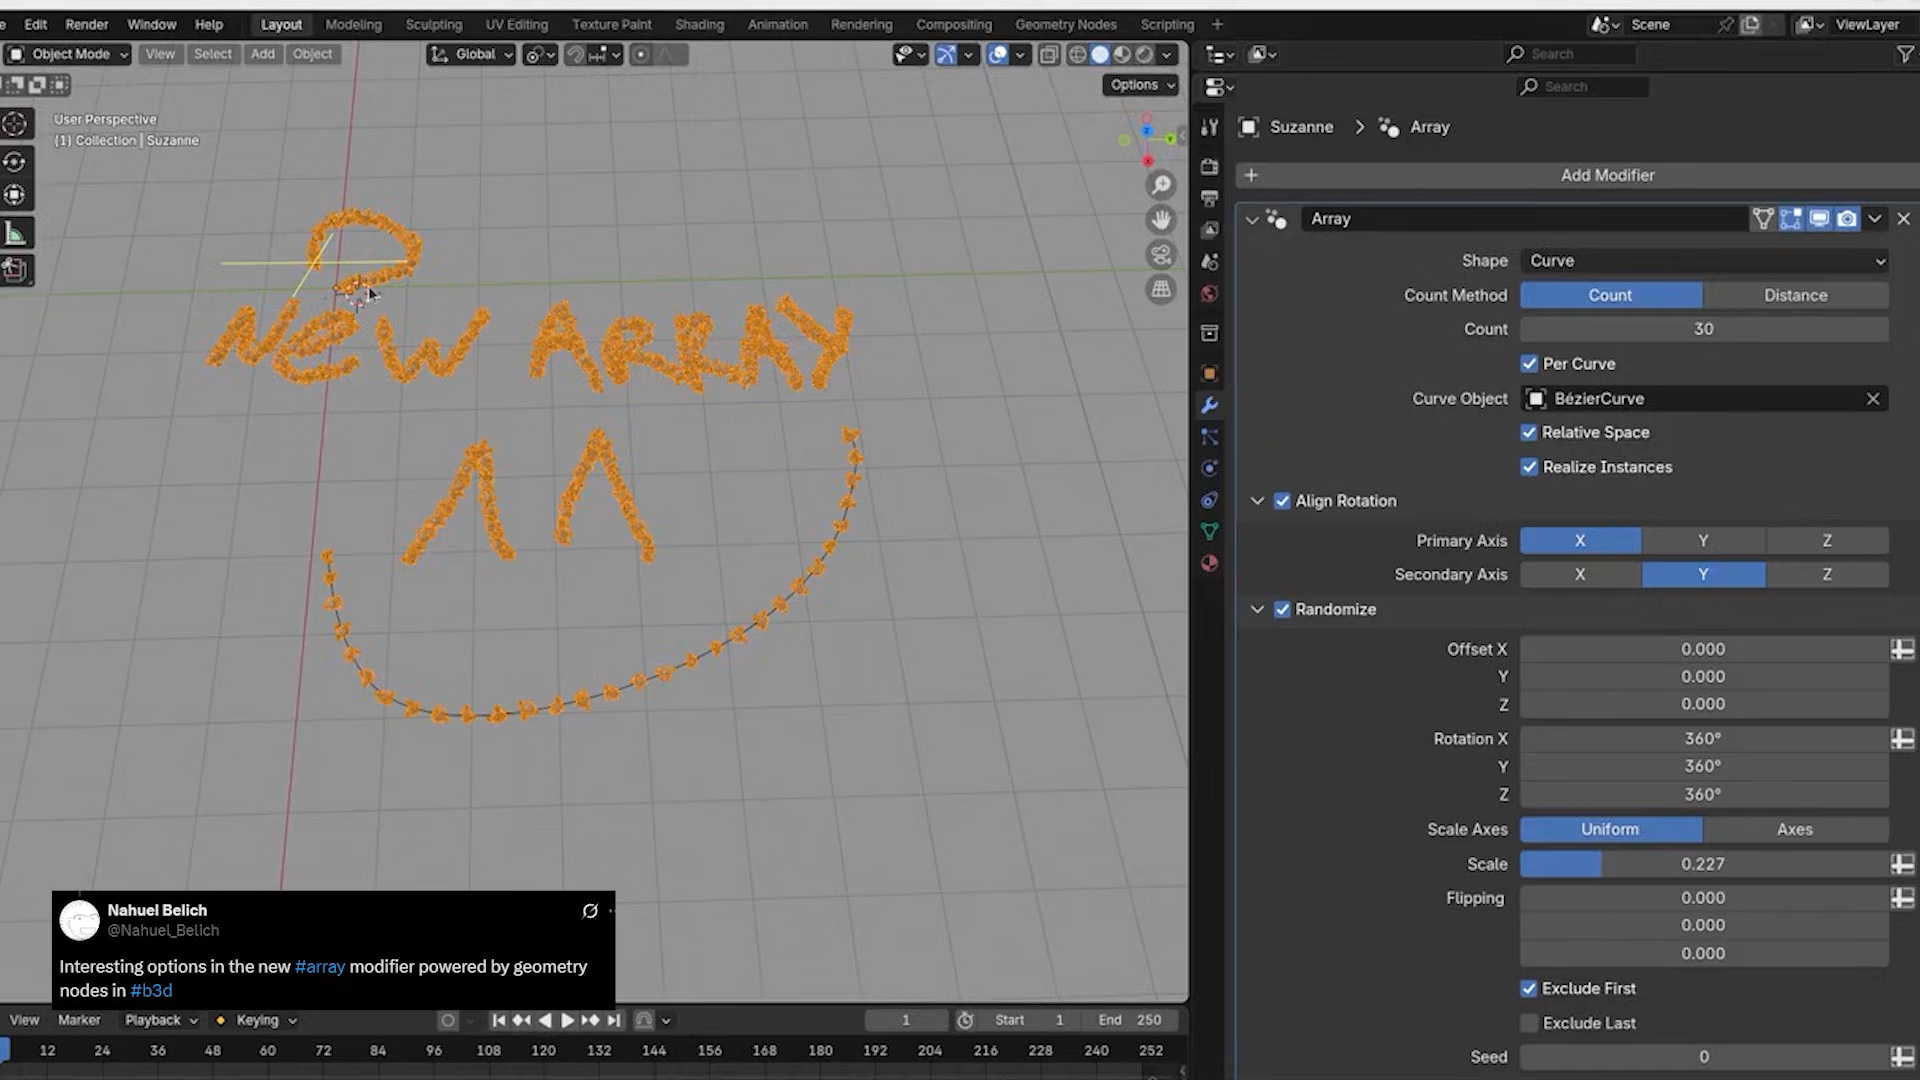 Edit Render Window Help Layout Modeling Sculpting UV Editing Texture Paint Shading Animation Rendering Compositing Geometry Nodes Scripting + Scene ViewLayer
Object Mode View Select Add Object Global Search
Options Search
User Perspective
(1) Collection | Suzanne
Suzanne > Array
+ Add Modifier
Array
Shape Curve
Count Method Count Distance
Count 30
Per Curve
Curve Object BézierCurve
Relative Space
Realize Instances
Align Rotation
Primary Axis X Y Z
Secondary Axis X Y Z
Randomize
Offset X 0.000
Y 0.000
Z 0.000
Rotation X 360°
Y 360°
Z 360°
Scale Axes Uniform Axes
Scale 0.227
Flipping 0.000
0.000
0.000
Exclude First
Exclude Last
Seed 0
NEW ARRAY
Nahuel Belich
@Nahuel_Belich
Interesting options in the new #array modifier powered by geometry
nodes in #b3d
View Marker Playback Keying 1 Start 1 End 250
12 24 36 48 60 72 84 96 108 120 132 144 156 168 180 192 204 216 228 240 252